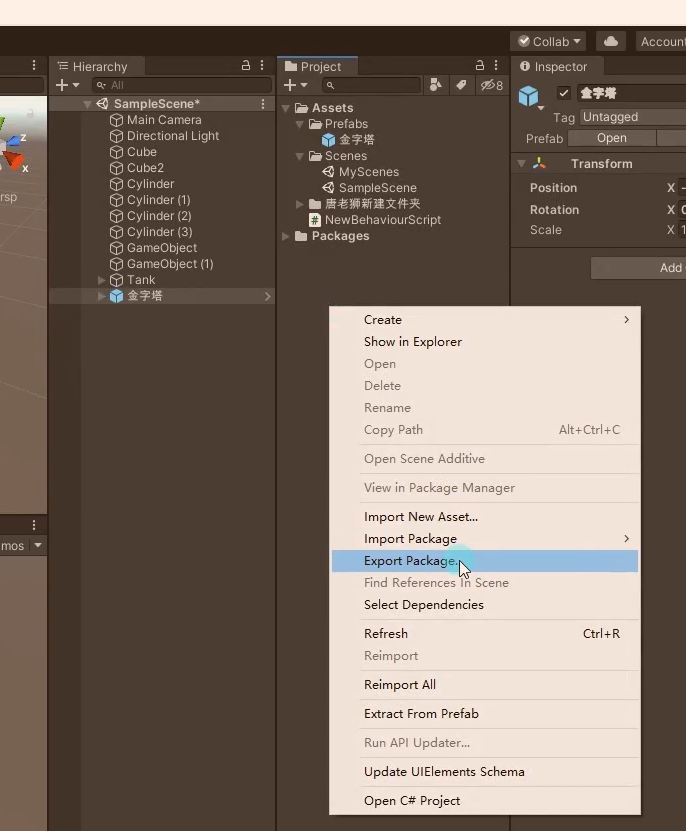 Collab
Account
Hierarchy
Project
Inspector
All
8
SampleScene*
Main Camera
Directional Light
Cube
Cube2
Cylinder
Cylinder (1)
Cylinder (2)
Cylinder (3)
GameObject
GameObject (1)
Tank
金字塔
Assets
Prefabs
金字塔
Scenes
MyScenes
SampleScene
唐老狮新建文件夹
NewBehaviourScript
Packages
金字塔
Tag Untagged
Prefab Open
Transform
Position X -
Rotation X 0
Scale X 1
Add
z
x
rsp
mos
Create
Show in Explorer
Open
Delete
Rename
Copy Path Alt+Ctrl+C
Open Scene Additive
View in Package Manager
Import New Asset...
Import Package
Export Package...
Find References In Scene
Select Dependencies
Refresh Ctrl+R
Reimport
Reimport All
Extract From Prefab
Run API Updater...
Update UIElements Schema
Open C# Project